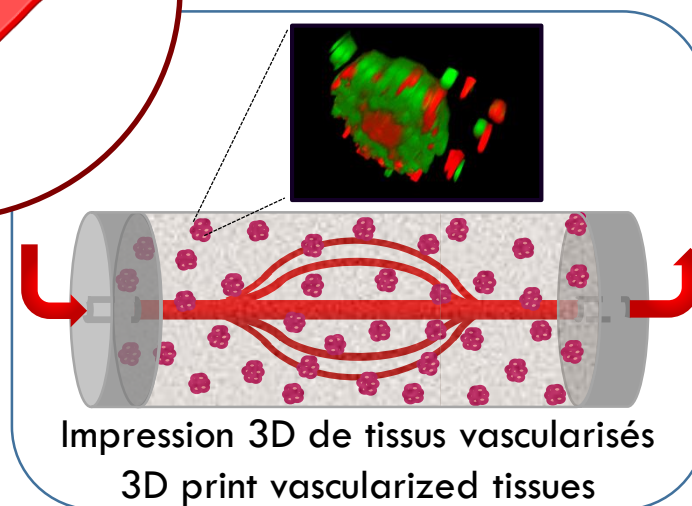 Impression 3D de tissus vascularisés
3D print vascularized tissues